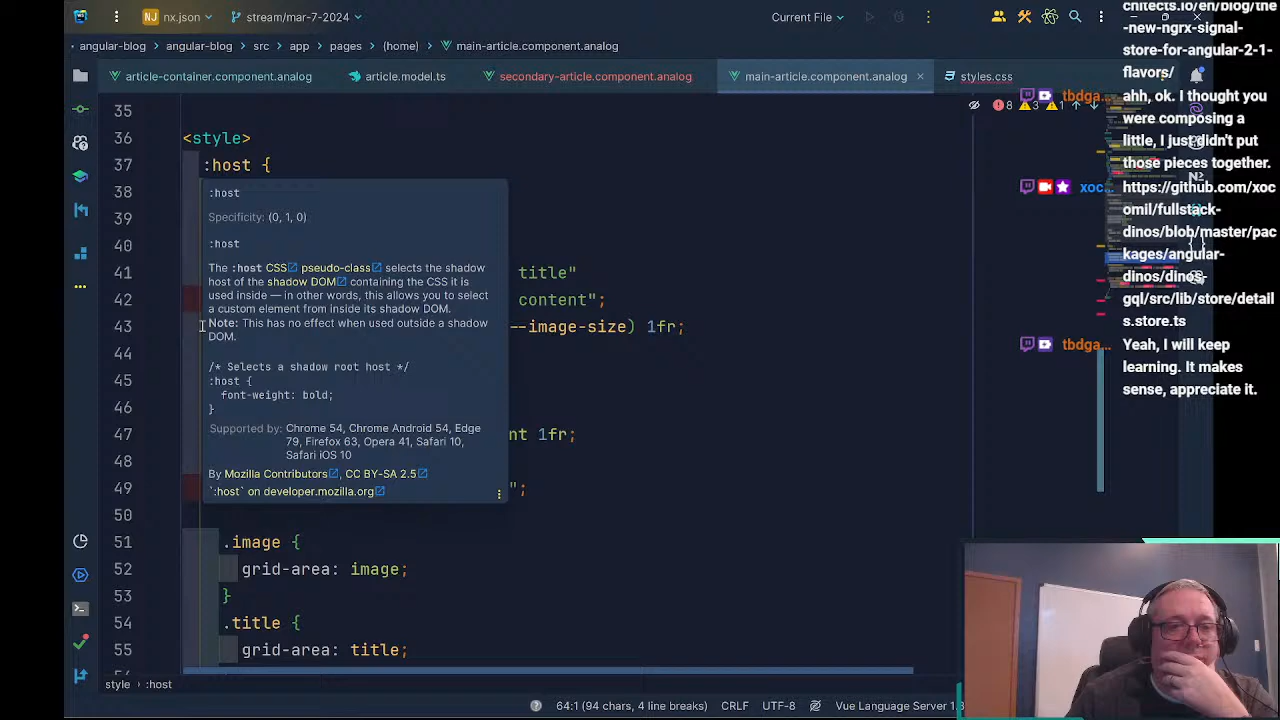 nx.json
stream/mar-7-2024
Current File
angular-blog
angular-blog
src
app
pages
(home)
main-article.component.analog
article-container.component.analog
article.model.ts
secondary-article.component.analog
main-article.component.analog
styles.css
8
3
1
35
36
<style>
37
:host {
38
39
40
41
title"
42
content";
43
--image-size) 1fr;
44
45
46
47
nt 1fr;
48
49
";
50
51
.image {
52
grid-area: image;
53
}
54
.title {
55
grid-area: title;
:host
Specificity: (0, 1, 0)
:host
The :host CSS pseudo-class selects the shadow
host of the shadow DOM containing the CSS it is
used inside — in other words, this allows you to select
a custom element from inside its shadow DOM.
Note: This has no effect when used outside a shadow
DOM.
/* Selects a shadow root host */
:host {
font-weight: bold;
}
Supported by: Chrome 54, Chrome Android 54, Edge
79, Firefox 63, Opera 41, Safari 10,
Safari iOS 10
By Mozilla Contributors, CC BY-SA 2.5
`:host` on developer.mozilla.org
chitects.io/en/blog/the
-new-ngrx-signal
store-for-angular-2-1-
flavors/
tbdga...
ahh, ok. I thought you
were composing a
little, I just didn't put
those pieces together.
xoc...
https://github.com/xoc
omil/fullstack-
dinos/blob/master/pac
kages/angular-
dinos/dinos-
gql/src/lib/store/detail
s.store.ts
tbdga...
Yeah, I will keep
learning. It makes
sense, appreciate it.
style
:host
64:1 (94 chars, 4 line breaks)
CRLF
UTF-8
Vue Language Server 1.8